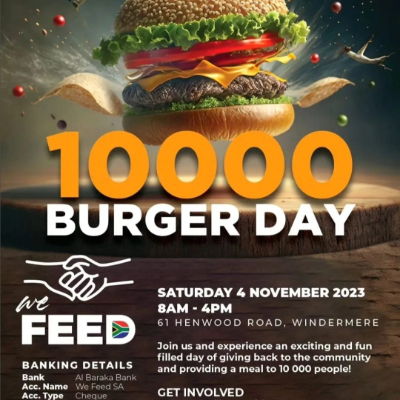 10000
BURGER DAY
we
FEED
SATURDAY 4 NOVEMBER 2023
8AM - 4PM
61 HENWOOD ROAD, WINDERMERE
Join us and experience an exciting and fun
filled day of giving back to the community
and providing a meal to 10 000 people!
BANKING DETAILS
Bank Al Baraka Bank
Acc. Name We Feed SA
Acc. Type Cheque
GET INVOLVED